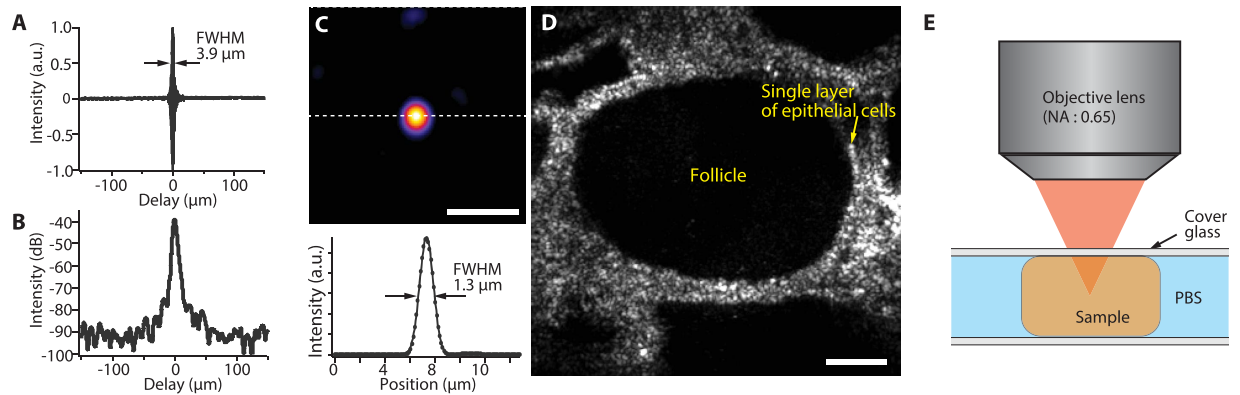 A
Intensity (a.u.)
1.0
0.5
0
-0.5
-1.0
FWHM
3.9 µm
-100
0
100
Delay (µm)
B
Intensity (dB)
-40
-50
-60
-70
-80
-90
-100
-100
0
100
Delay (µm)
C
Intensity (a.u.)
FWHM
1.3 µm
0
4
8
10
Position (µm)
D
Single layer
of epithelial cells
Follicle
E
Objective lens
(NA : 0.65)
Cover
glass
PBS
Sample